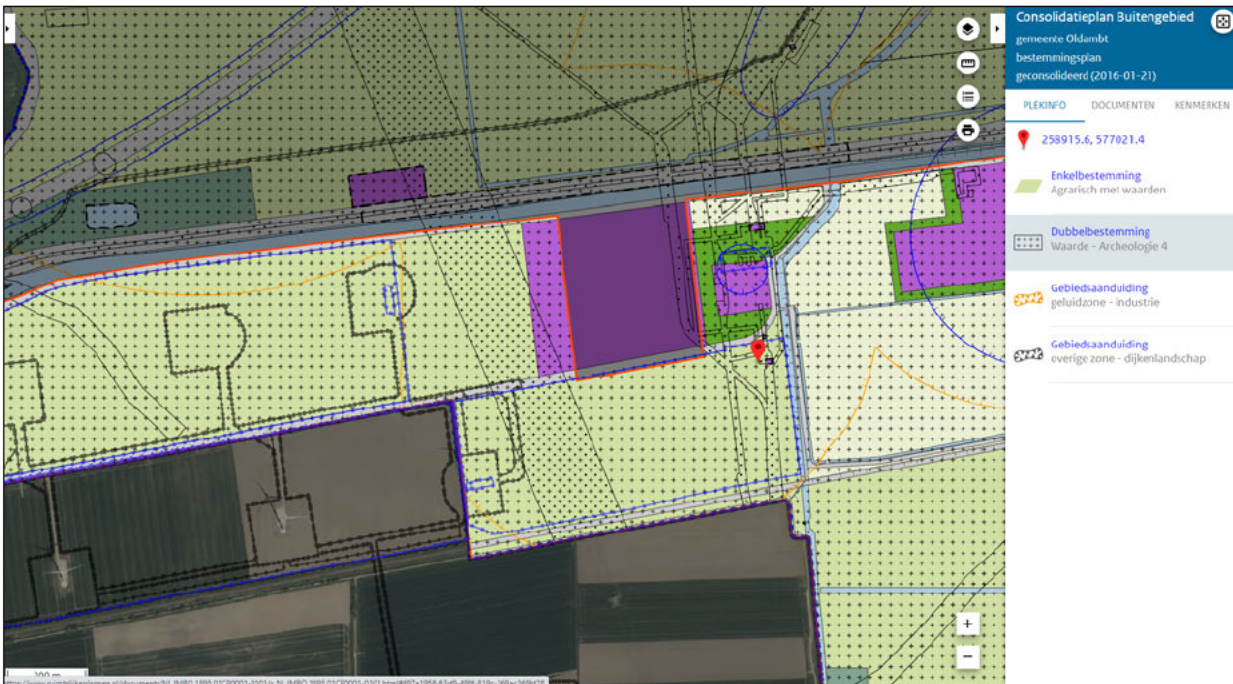 Consolidatieplan Buitengebied
gemeente Oldambt
bestemmingsplan
geconsolideerd (2016-01-21)
PLEKINFO DOCUMENTEN KENMERKEN
258915.6, 577021.4
Enkelbestemming
Agrarisch met waarden
Dubbelbestemming
Waarde - Archeologie 4
Gebiedsaanduiding
geluidzone - industrie
Gebiedsaanduiding
overige zone - dijkenlandschap
+
−
100 m